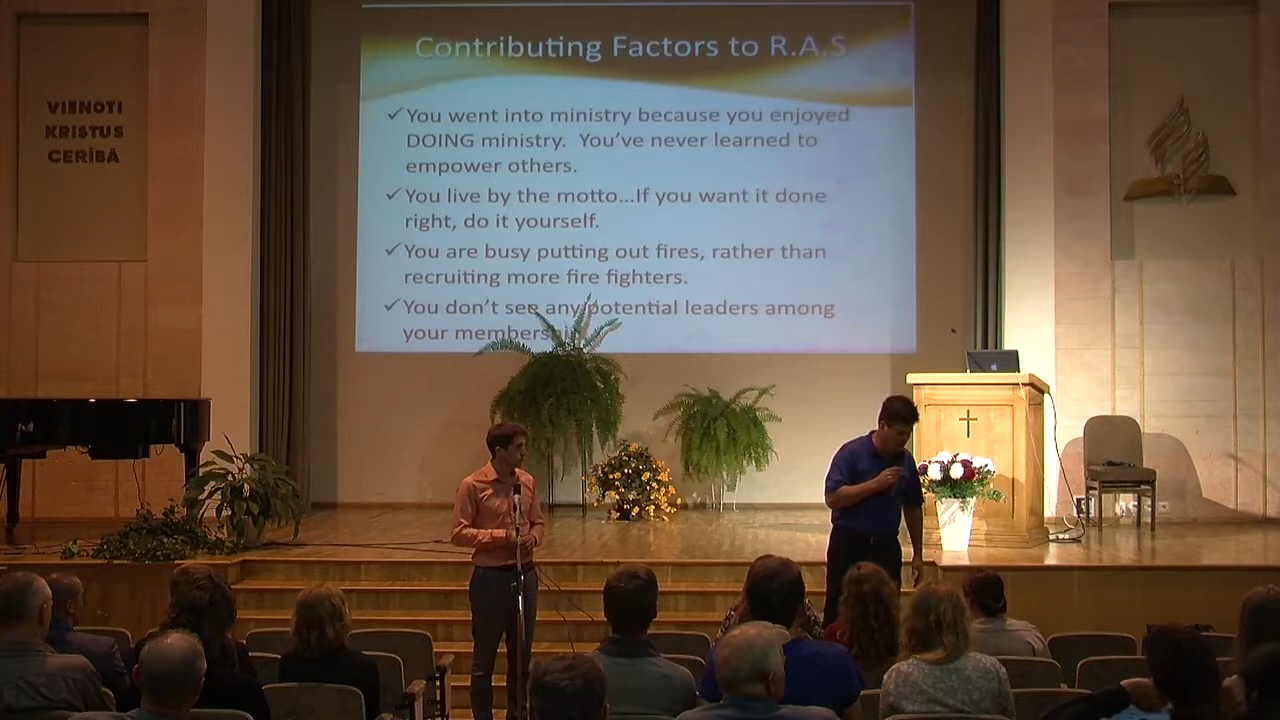 VIENOTI
KRISTUS
CERĪBĀ
Contributing Factors to R.A.S
✓You went into ministry because you enjoyed
DOING ministry. You've never learned to
empower others.
✓You live by the motto...If you want it done
right, do it yourself.
✓You are busy putting out fires, rather than
recruiting more fire fighters.
✓You don't see any potential leaders among
your